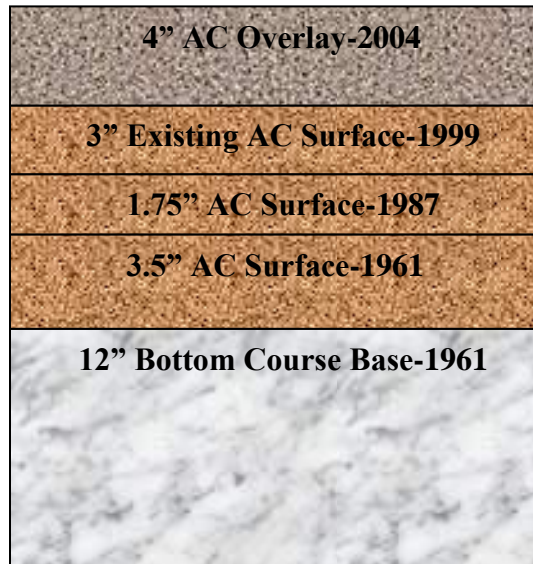 4” AC Overlay-2004
3” Existing AC Surface-1999
1.75” AC Surface-1987
3.5” AC Surface-1961
12” Bottom Course Base-1961